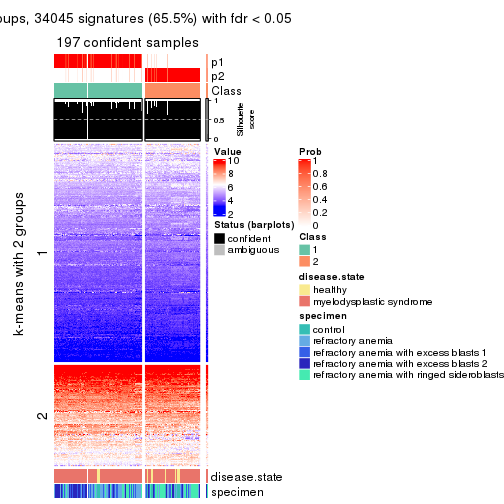 oups, 34045 signatures (65.5%) with fdr < 0.05
197 confident samples
p1
p2
Class
1
0.5
0
Silhouette
score
k-means with 2 groups
1
2
Value
10
8
6
4
2
Status (barplots)
confident
ambiguous
Prob
1
0.8
0.6
0.4
0.2
0
Class
1
2
disease.state
healthy
myelodysplastic syndrome
specimen
control
refractory anemia
refractory anemia with excess blasts 1
refractory anemia with excess blasts 2
refractory anemia with ringed sideroblasts
disease.state
specimen